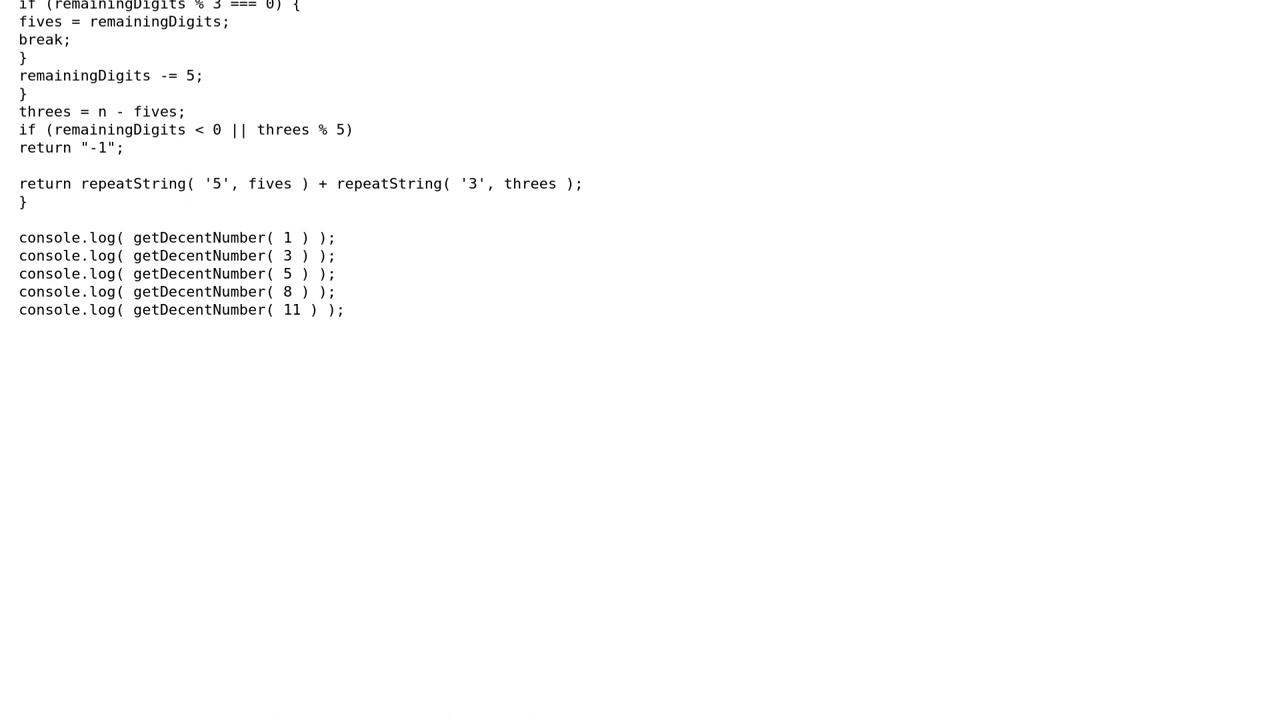 if (remainingDigits % 3 === 0) {
fives = remainingDigits;
break;
}
remainingDigits -= 5;
}
threes = n - fives;
if (remainingDigits < 0 || threes % 5)
return "-1";
return repeatString( '5', fives ) + repeatString( '3', threes );
}
console.log( getDecentNumber( 1 ) );
console.log( getDecentNumber( 3 ) );
console.log( getDecentNumber( 5 ) );
console.log( getDecentNumber( 8 ) );
console.log( getDecentNumber( 11 ) );